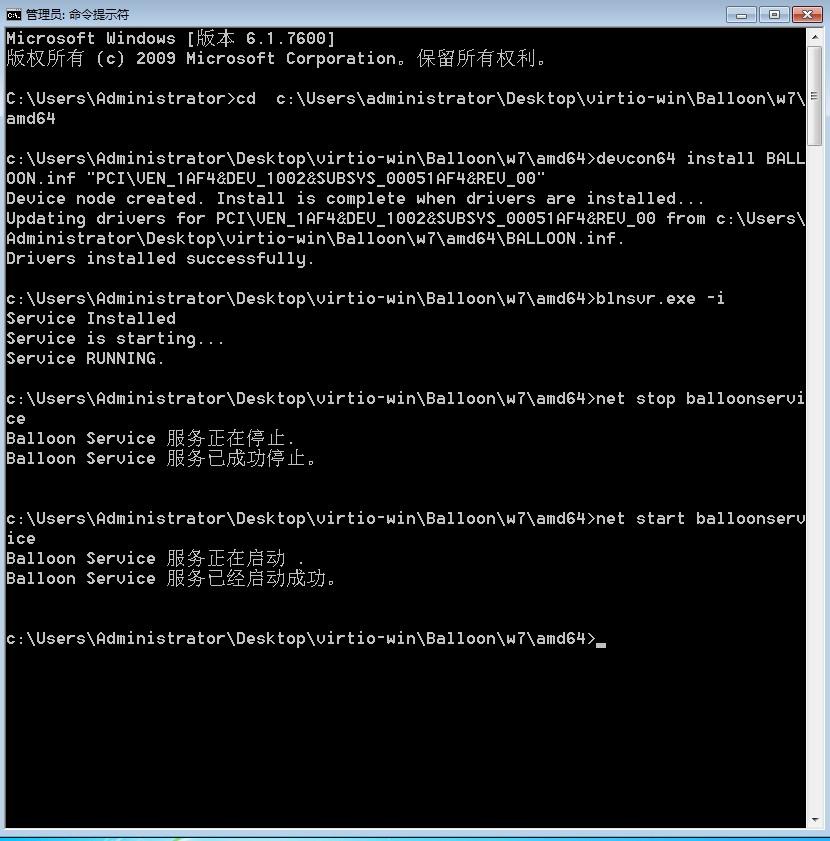 管理员: 命令提示符
Microsoft Windows [版本 6.1.7600]
版权所有 (c) 2009 Microsoft Corporation。保留所有权利。
C:\Users\Administrator>cd  c:\Users\administrator\Desktop\virtio-win\Balloon\w7\
amd64
c:\Users\Administrator\Desktop\virtio-win\Balloon\w7\amd64>devcon64 install BALL
OON.inf "PCI\VEN_1AF4&DEV_1002&SUBSYS_00051AF4&REV_00"
Device node created. Install is complete when drivers are installed...
Updating drivers for PCI\VEN_1AF4&DEV_1002&SUBSYS_00051AF4&REV_00 from c:\Users\
Administrator\Desktop\virtio-win\Balloon\w7\amd64\BALLOON.inf.
Drivers installed successfully.
c:\Users\Administrator\Desktop\virtio-win\Balloon\w7\amd64>blnsvr.exe -i
Service Installed
Service is starting...
Service RUNNING.
c:\Users\Administrator\Desktop\virtio-win\Balloon\w7\amd64>net stop balloonservi
ce
Balloon Service 服务正在停止.
Balloon Service 服务已成功停止。
c:\Users\Administrator\Desktop\virtio-win\Balloon\w7\amd64>net start balloonserv
ice
Balloon Service 服务正在启动 .
Balloon Service 服务已经启动成功。
c:\Users\Administrator\Desktop\virtio-win\Balloon\w7\amd64>